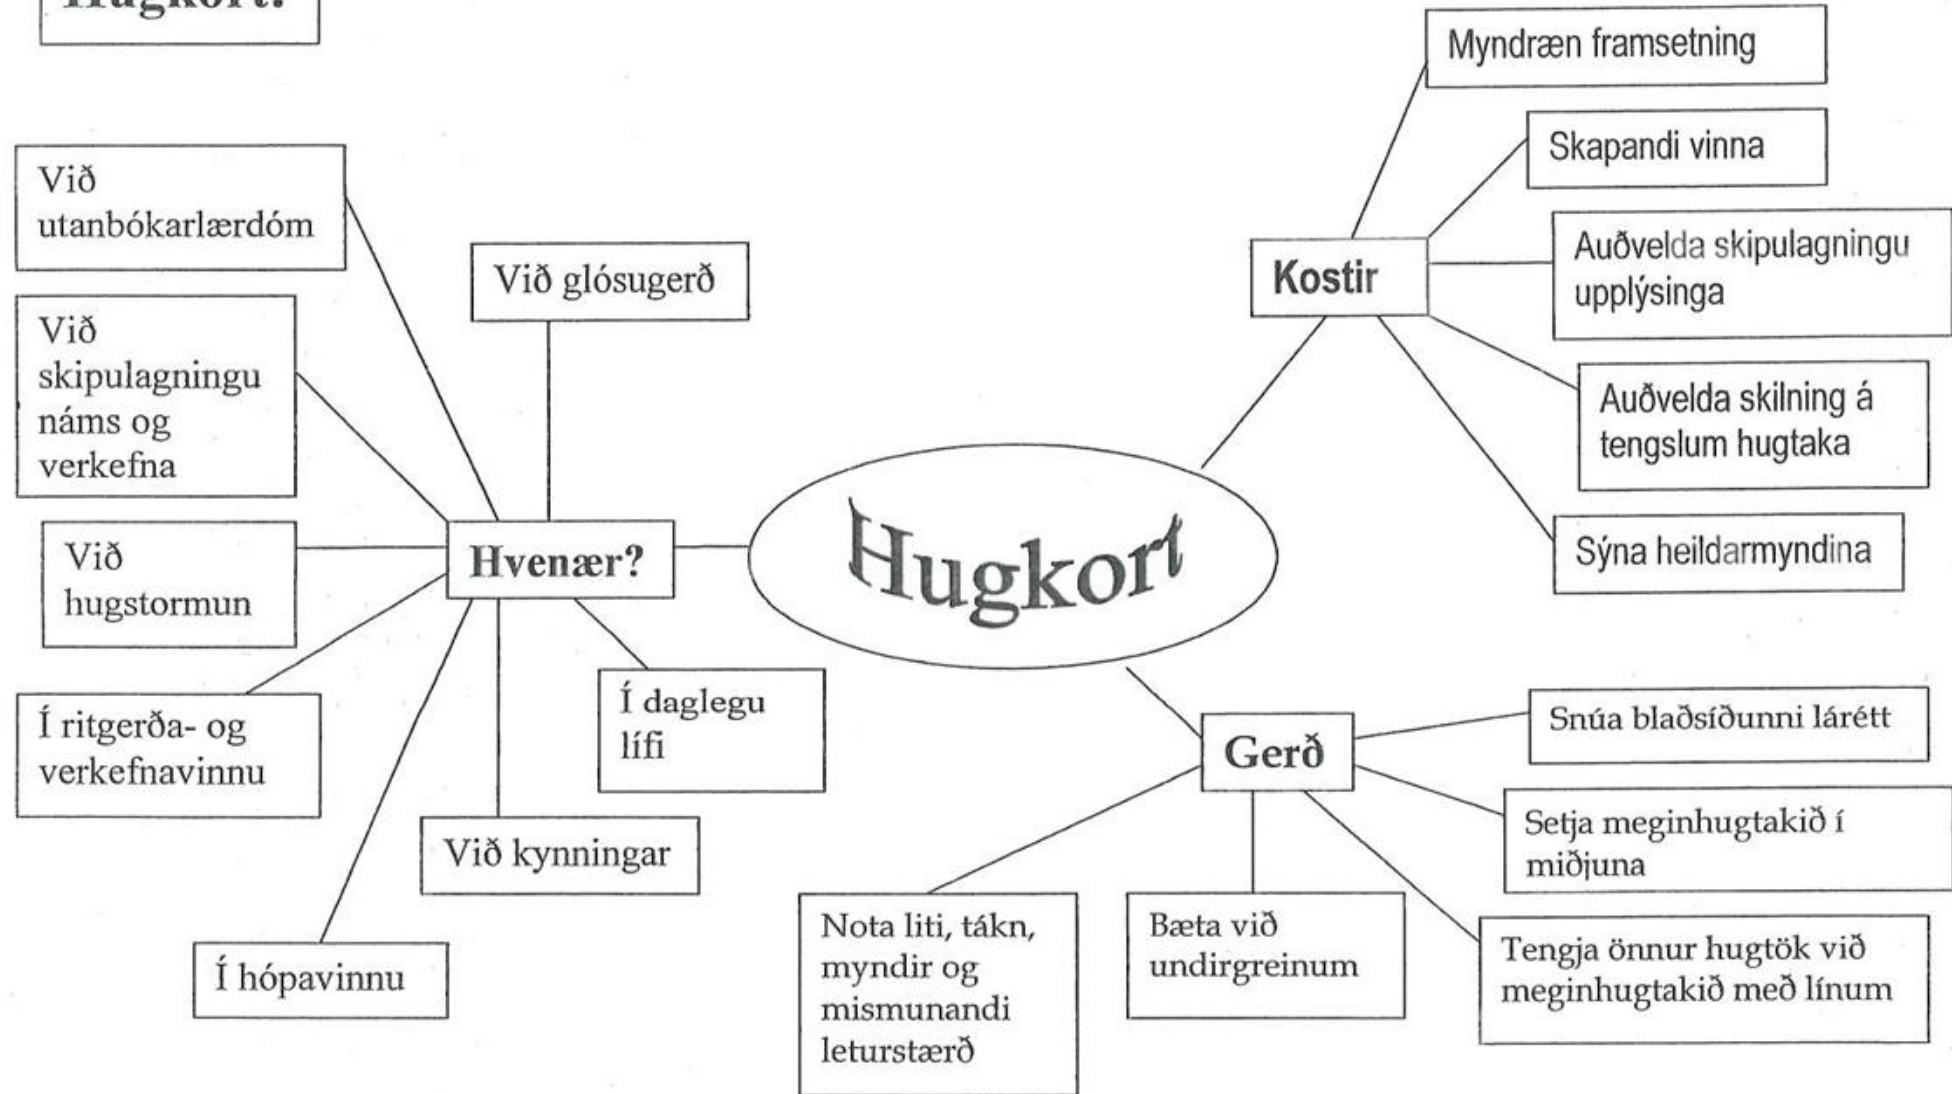 Hugkort?
Við
utanbókarlærdóm
Við glósugerð
Við
skipulagningu
náms og
verkefna
Við
hugstormun
Hvenær?
Í ritgerða- og
verkefnavinnu
Í daglegu
lífi
Við kynningar
Í hópavinnu
Hugkort
Myndræn framsetning
Skapandi vinna
Kostir
Auðvelda skipulagningu
upplýsinga
Auðvelda skilning á
tengslum hugtaka
Sýna heildarmyndina
Gerð
Snúa blaðsíðunni lárétt
Setja meginhugtakið í
miðjuna
Tengja önnur hugtök við
meginhugtakið með línum
Bæta við
undirgreinum
Nota liti, tákn,
myndir og
mismunandi
leturstærð